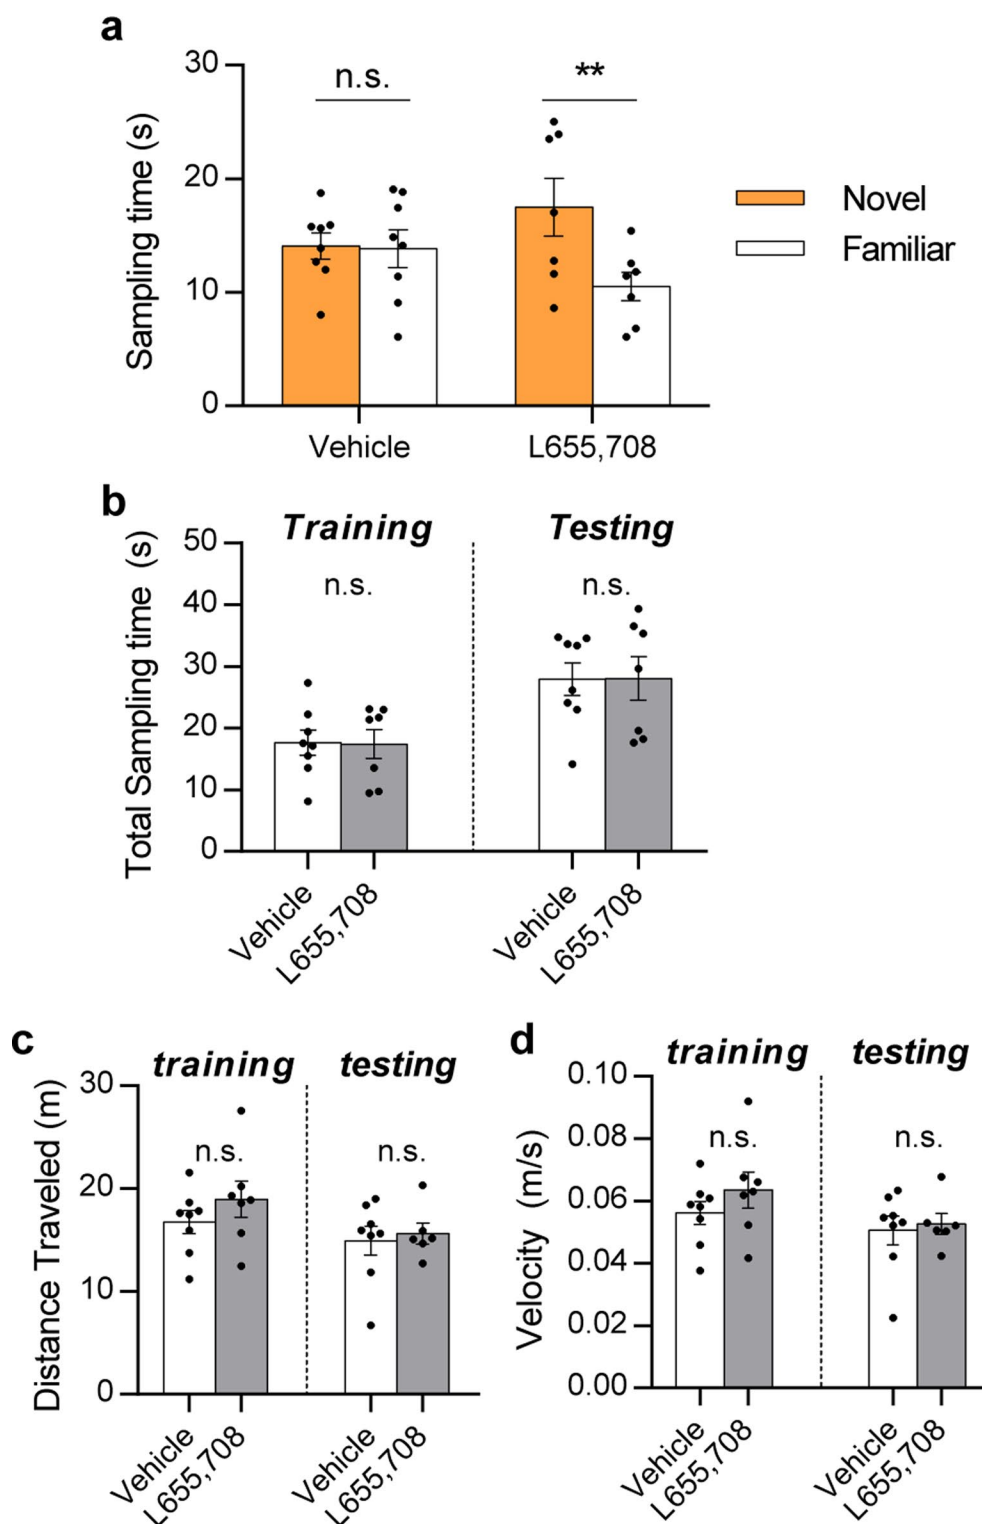 a
Sampling time (s)
30
20
10
0
n.s.
**
Vehicle
L655,708
Novel
Familiar
b
Total Sampling time (s)
50
40
30
20
10
0
Training
Testing
n.s.
n.s.
Vehicle
L655,708
Vehicle
L655,708
c
Distance Traveled (m)
30
20
10
0
training
testing
n.s.
n.s.
Vehicle
L655,708
Vehicle
L655,708
d
Velocity (m/s)
0.10
0.08
0.06
0.04
0.02
0.00
training
testing
n.s.
n.s.
Vehicle
L655,708
Vehicle
L655,708